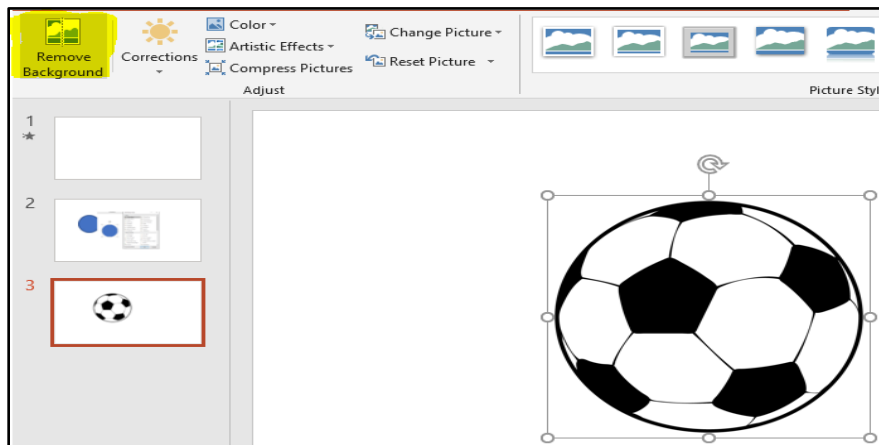 Remove
Background
Corrections
Color
Artistic Effects
Compress Pictures
Change Picture
Reset Picture
Adjust
Picture Styl
1
2
3